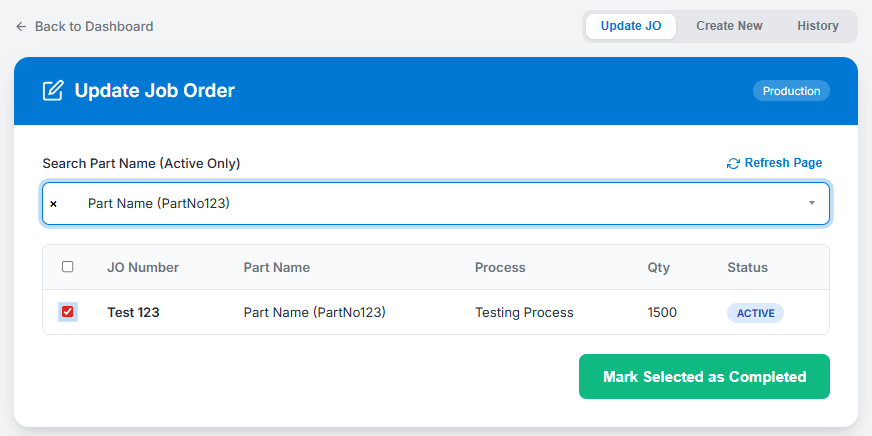 ← Back to Dashboard
Update JO Create New History
Update Job Order
Production
Search Part Name (Active Only)
Refresh Page
× Part Name (PartNo123)
JO Number Part Name Process Qty Status
Test 123 Part Name (PartNo123) Testing Process 1500 ACTIVE
Mark Selected as Completed